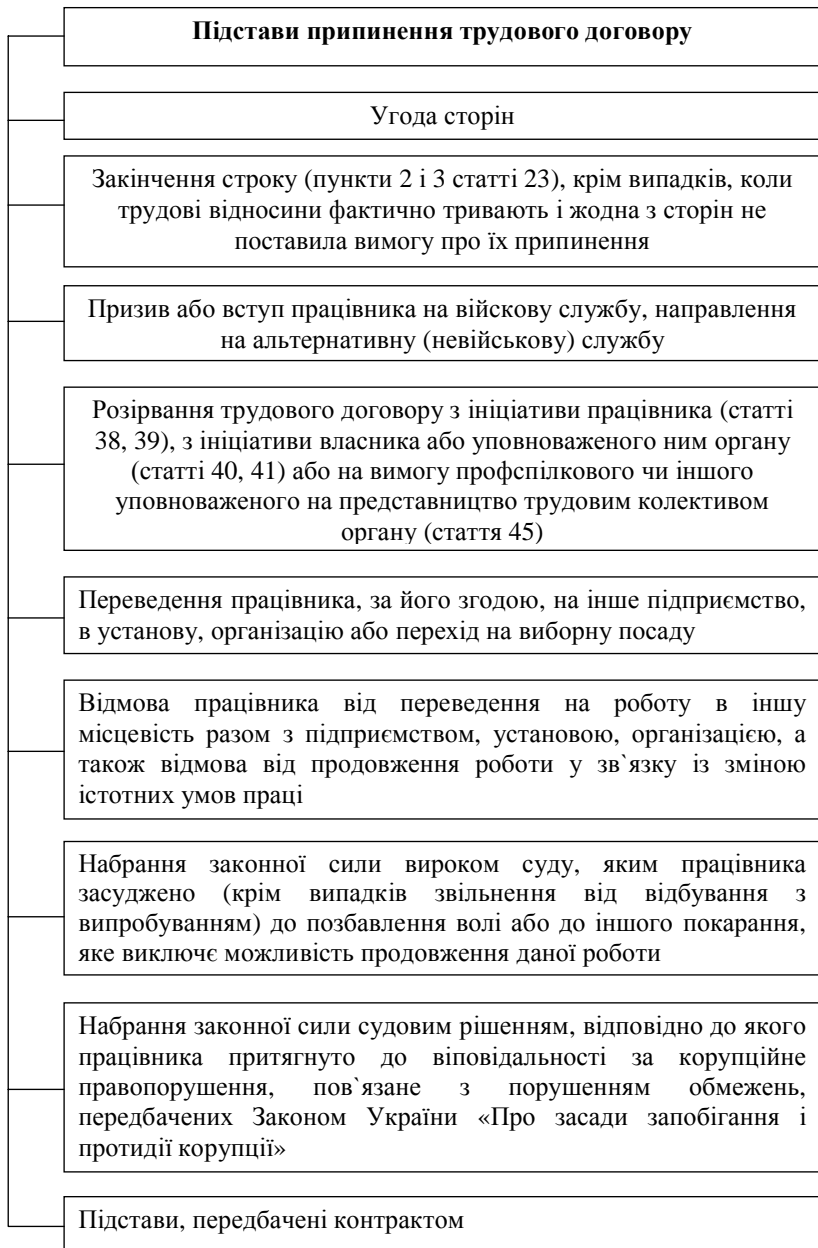 Підстави припинення трудового договору
Угода сторін
Закінчення строку (пункти 2 і 3 статті 23), крім випадків, коли
трудові відносини фактично тривають і жодна з сторін не
поставила вимогу про їх припинення
Призив або вступ працівника на війскову службу, направлення
на альтернативну (невійськову) службу
Розірвання трудового договору з ініціативи працівника (статті
38, 39), з ініціативи власника або уповноваженого ним органу
(статті 40, 41) або на вимогу профспілкового чи іншого
уповноваженого на представництво трудовим колективом
органу (стаття 45)
Переведення працівника, за його згодою, на інше підприємство,
в установу, організацію або перехід на виборну посаду
Відмова працівника від переведення на роботу в іншу
місцевість разом з підприємством, установою, організацією, а
також відмова від продовження роботи у зв`язку із зміною
істотних умов праці
Набрання законної сили вироком суду, яким працівника
засуджено (крім випадків звільнення від відбування з
випробуванням) до позбавлення волі або до іншого покарання,
яке виключє можливість продовження даної роботи
Набрання законної сили судовим рішенням, відповідно до якого
працівника притягнуто до віповідальності за корупційне
правопорушення, пов`язане з порушенням обмежень,
передбачених Законом України «Про засади запобігання і
протидії корупції»
Підстави, передбачені контрактом